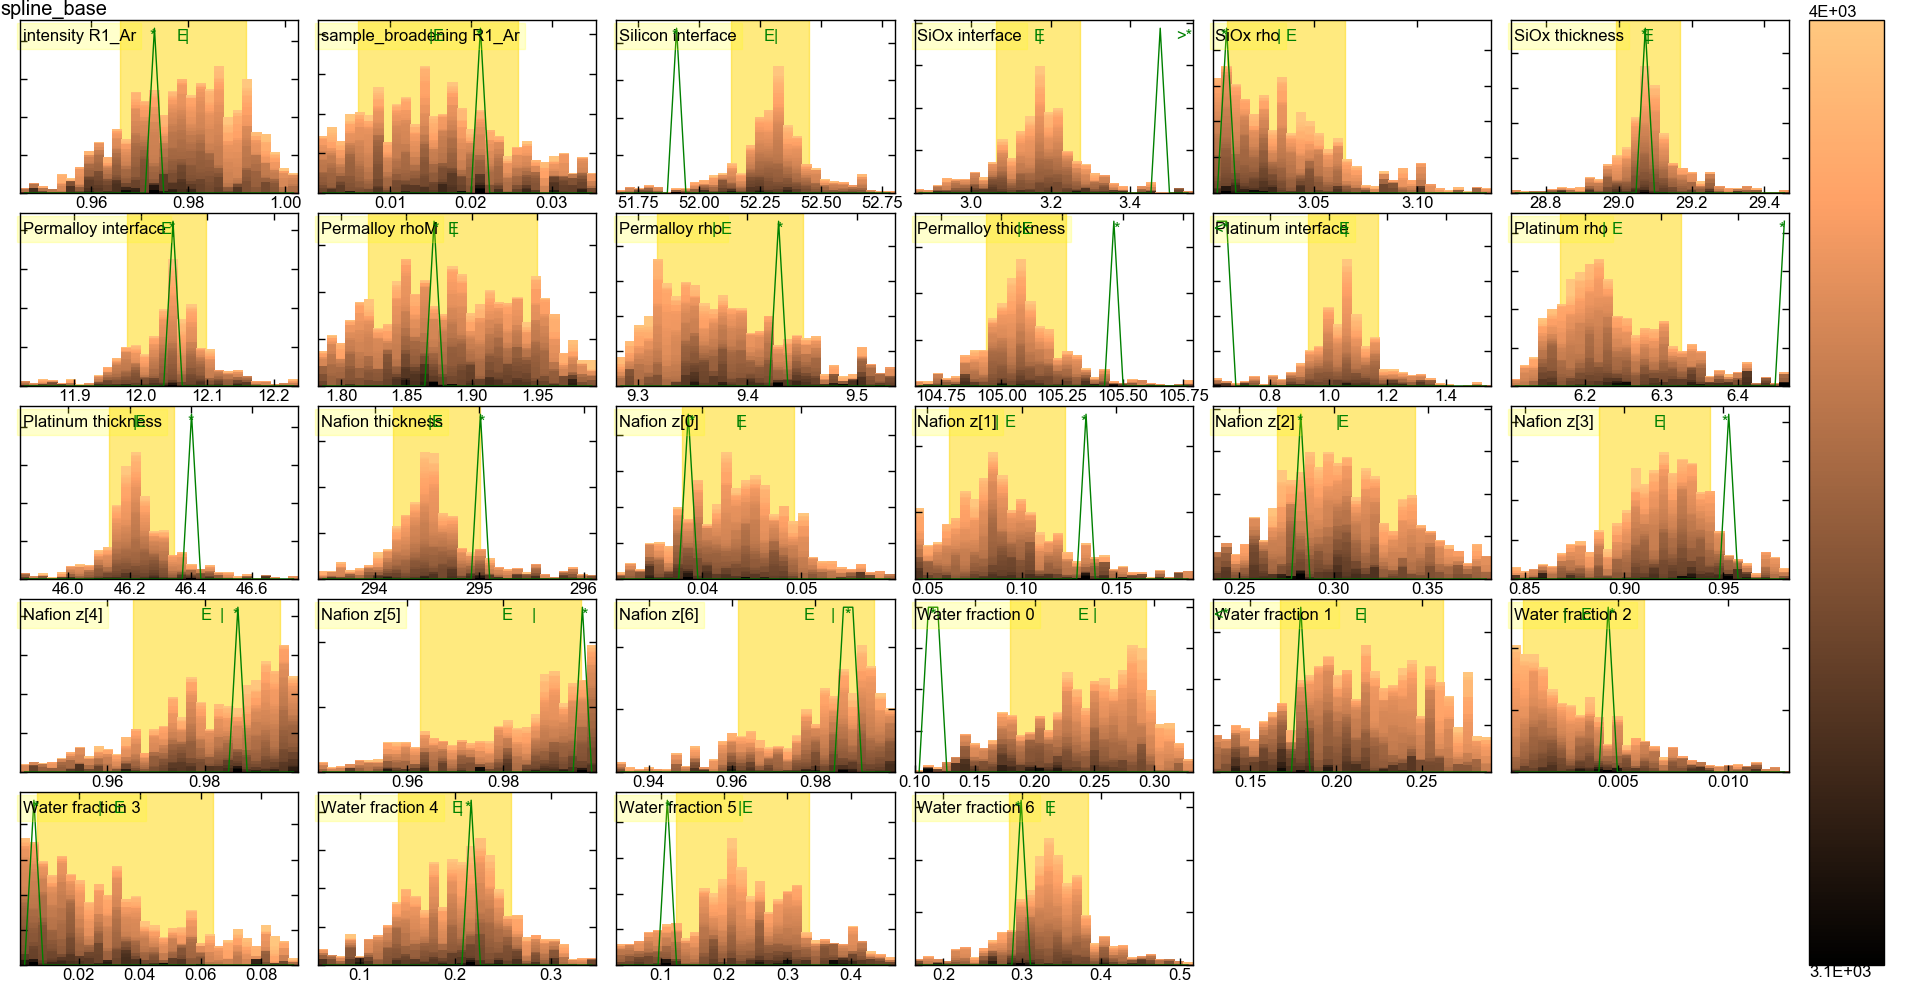 spline_base
4E+03
intensity R1_Ar
sample_broadening R1_Ar
Silicon interface
SiOx interface
SiOx rho
SiOx thickness
0.96 0.98 1.00
0.01 0.02 0.03
51.75 52.00 52.25 52.50 52.75
3.0 3.2 3.4
3.05 3.10
28.8 29.0 29.2 29.4
Permalloy interface
Permalloy rhoM
Permalloy rho
Permalloy thickness
Platinum interface
Platinum rho
11.9 12.0 12.1 12.2
1.80 1.85 1.90 1.95
9.3 9.4 9.5
104.75 105.00 105.25 105.50 105.75
0.8 1.0 1.2 1.4
6.2 6.3 6.4
Platinum thickness
Nafion thickness
Nafion z[0]
Nafion z[1]
Nafion z[2]
Nafion z[3]
46.0 46.2 46.4 46.6
294 295 296
0.04 0.05
0.05 0.10 0.15
0.25 0.30 0.35
0.85 0.90 0.95
Nafion z[4]
Nafion z[5]
Nafion z[6]
Water fraction 0
Water fraction 1
Water fraction 2
0.96 0.98
0.96 0.98
0.94 0.96 0.98
0.10 0.15 0.20 0.25 0.30
0.15 0.20 0.25
0.005 0.010
Water fraction 3
Water fraction 4
Water fraction 5
Water fraction 6
0.02 0.04 0.06 0.08
0.1 0.2 0.3
0.1 0.2 0.3 0.4
0.2 0.3 0.4 0.5
3.1E+03